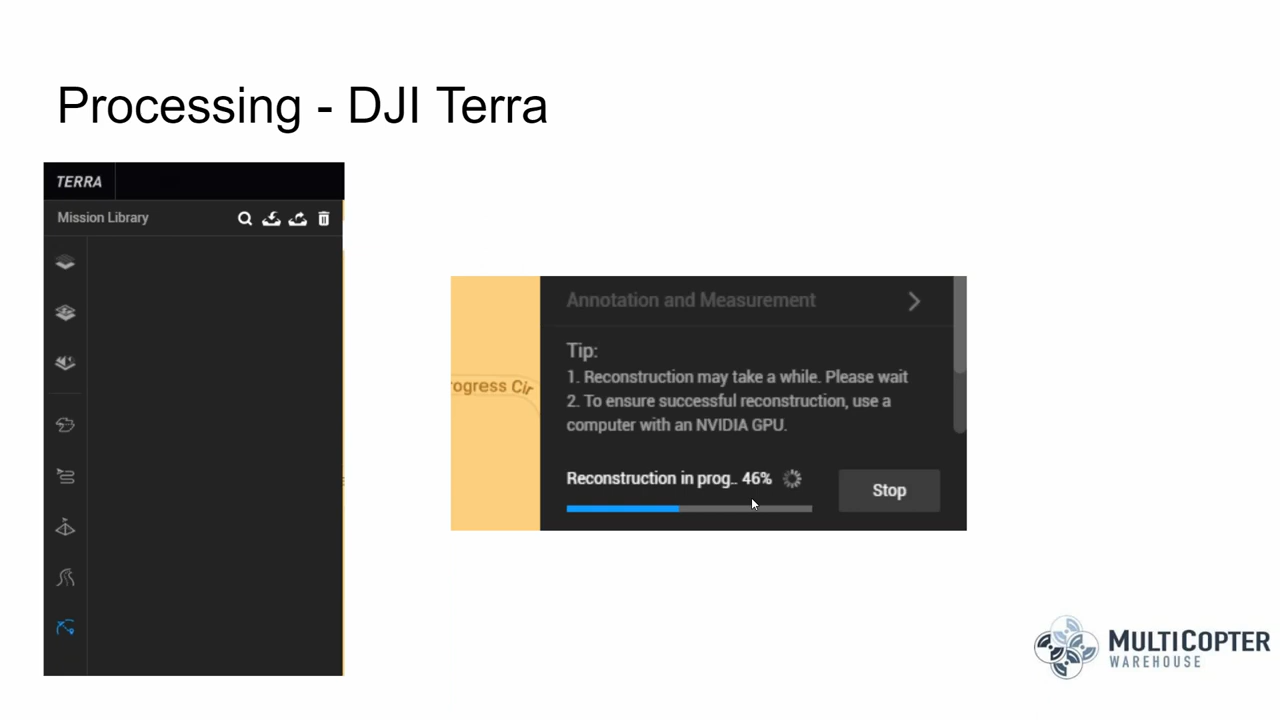 Processing - DJI Terra
TERRA
Mission Library
Annotation and Measurement
Tip:
1. Reconstruction may take a while. Please wait
2. To ensure successful reconstruction, use a
computer with an NVIDIA GPU.
rogress Cir
Reconstruction in prog.. 46%
Stop
MULTICOPTER
WAREHOUSE